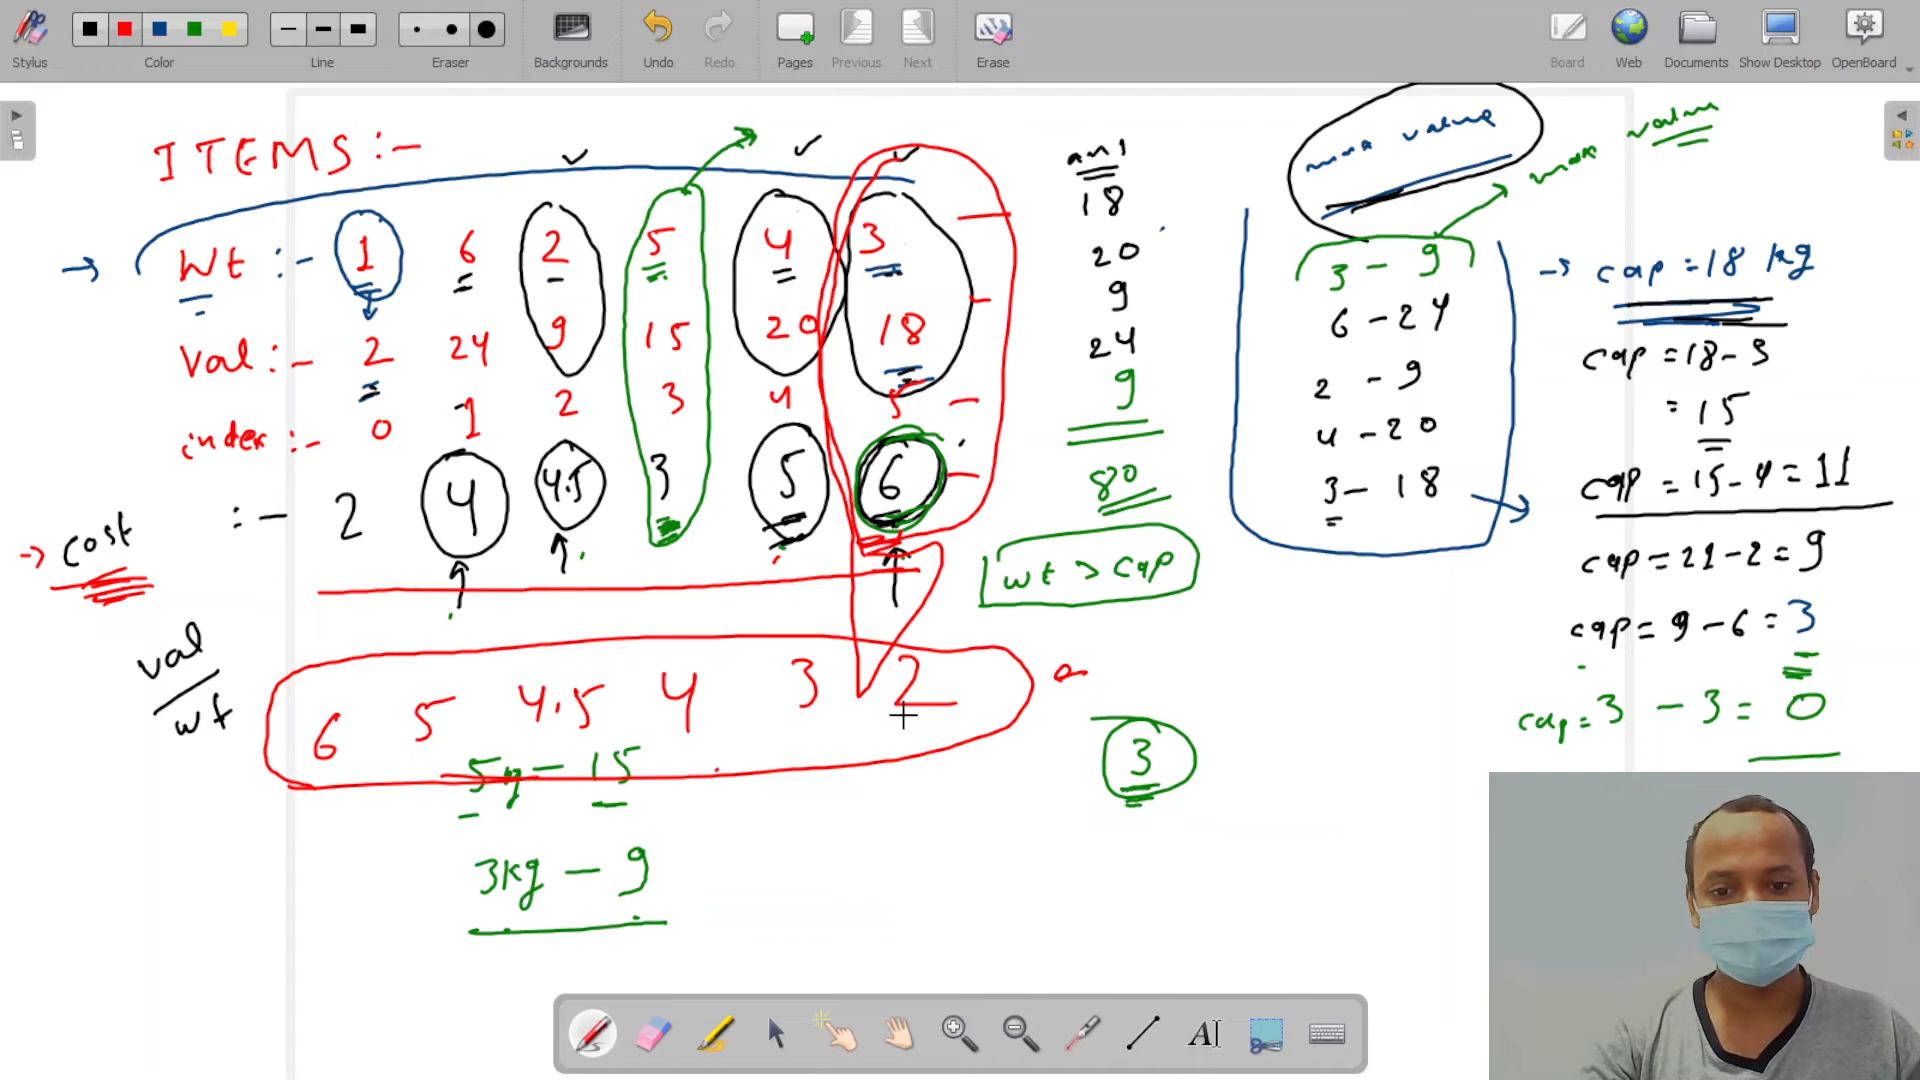 Stylus
Color
Line
Eraser
Backgrounds
Undo
Redo
Pages
Previous
Next
Erase
Board
Web
Documents
Show Desktop
OpenBoard
ITEMS :-
Wt :- 1 6 2 5 4 3
Val :- 2 24 9 15 20 18
index :- 0 1 2 3 4 5
cost :- 2 4 4.5 3 5 6
val
wt
6 5 4.5 4 3 2
15
3kg - 9
ans
18
20
9
24
9
80
wt > cap
3
max value
max value
3 - 9
6 - 24
2 - 9
4 - 20
3 - 18
cap = 18 kg
cap = 18 - 3
= 15
cap = 15 - 4 = 11
cap = 21 - 2 = 9
cap = 9 - 6 = 3
cap = 3 - 3 = 0